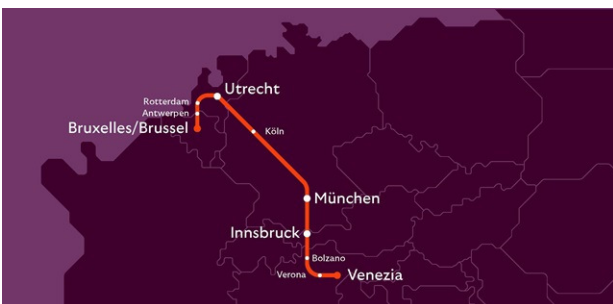 Utrecht
Rotterdam
Antwerpen
Bruxelles/Brussel
Köln
München
Innsbruck
Bolzano
Verona
Venezia